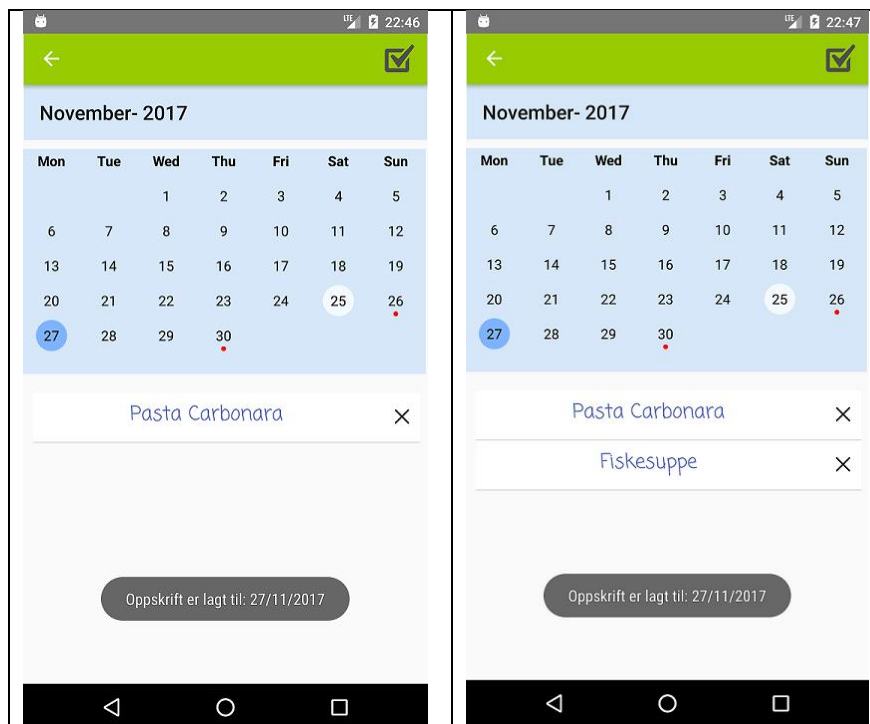 LTE 22:46
November- 2017
Mon Tue Wed Thu Fri Sat Sun
1 2 3 4 5
6 7 8 9 10 11 12
13 14 15 16 17 18 19
20 21 22 23 24 25 26
27 28 29 30
Pasta Carbonara
Oppskrift er lagt til: 27/11/2017
LTE 22:47
November- 2017
Mon Tue Wed Thu Fri Sat Sun
1 2 3 4 5
6 7 8 9 10 11 12
13 14 15 16 17 18 19
20 21 22 23 24 25 26
27 28 29 30
Pasta Carbonara
Fiskesuppe
Oppskrift er lagt til: 27/11/2017